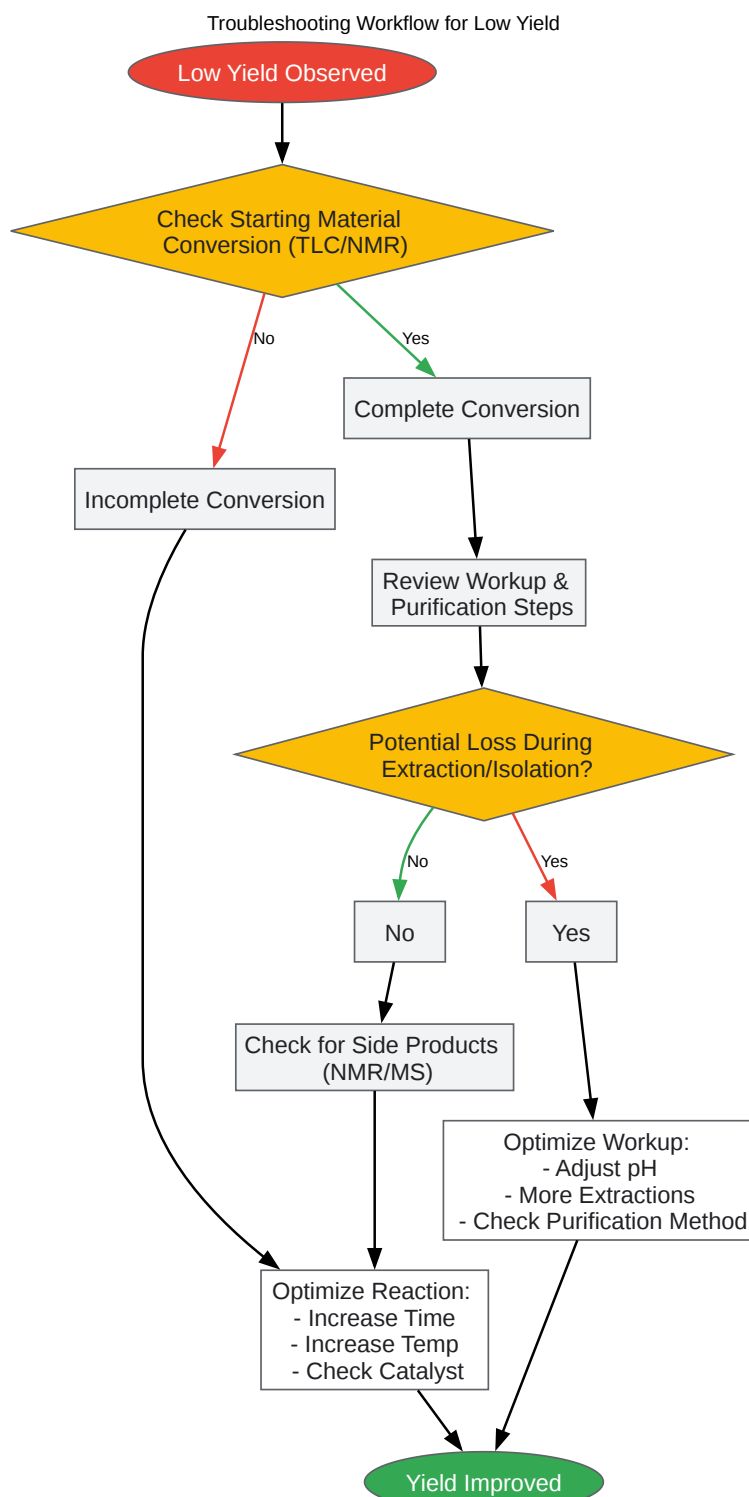 Troubleshooting Workflow for Low Yield
Low Yield Observed
Check Starting Material
Conversion (TLC/NMR)
No
Yes
Complete Conversion
Incomplete Conversion
Review Workup &
Purification Steps
Potential Loss During
Extraction/Isolation?
No
Yes
No
Yes
Check for Side Products
(NMR/MS)
Optimize Workup:
- Adjust pH
- More Extractions
- Check Purification Method
Optimize Reaction:
- Increase Time
- Increase Temp
- Check Catalyst
Yield Improved